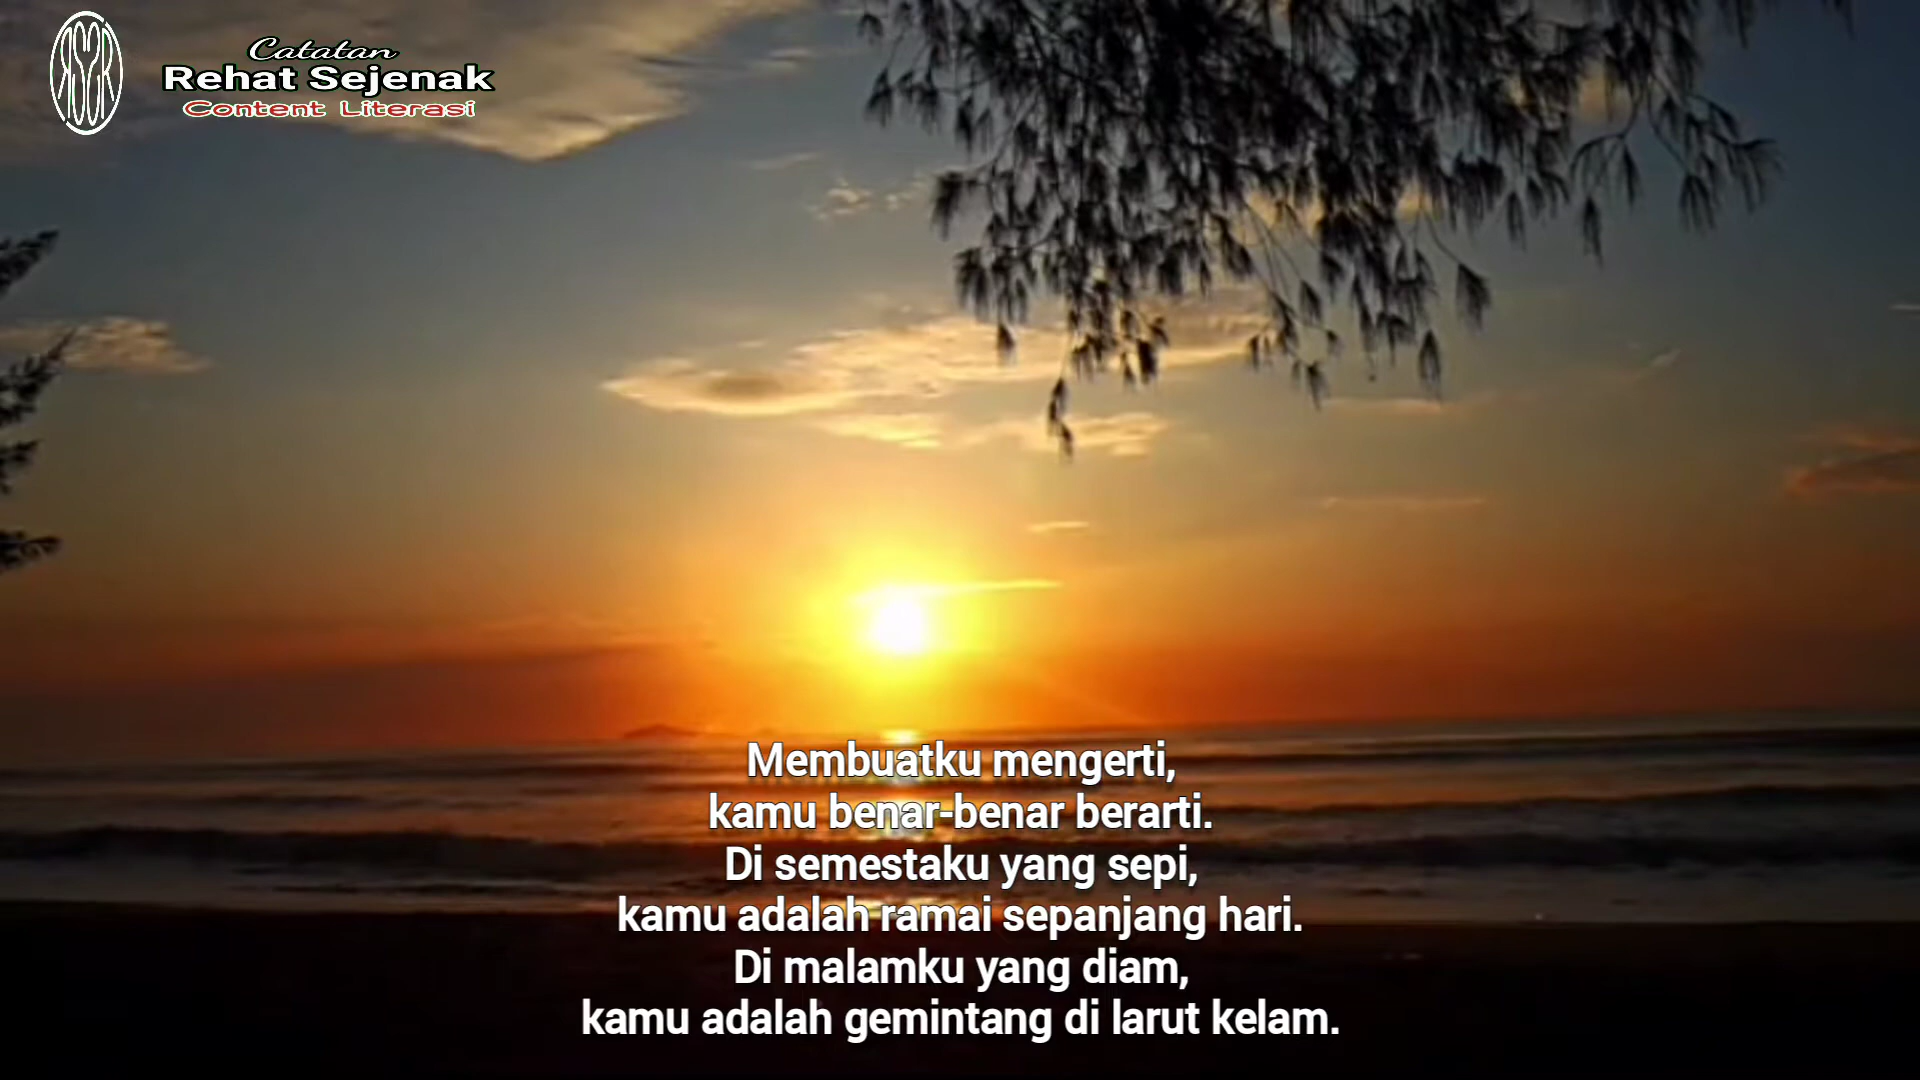 Catatan
Rehat Sejenak
Content Literasi
Membuatku mengerti,
kamu benar-benar berarti.
Di semestaku yang sepi,
kamu adalah ramai sepanjang hari.
Di malamku yang diam,
kamu adalah gemintang di larut kelam.